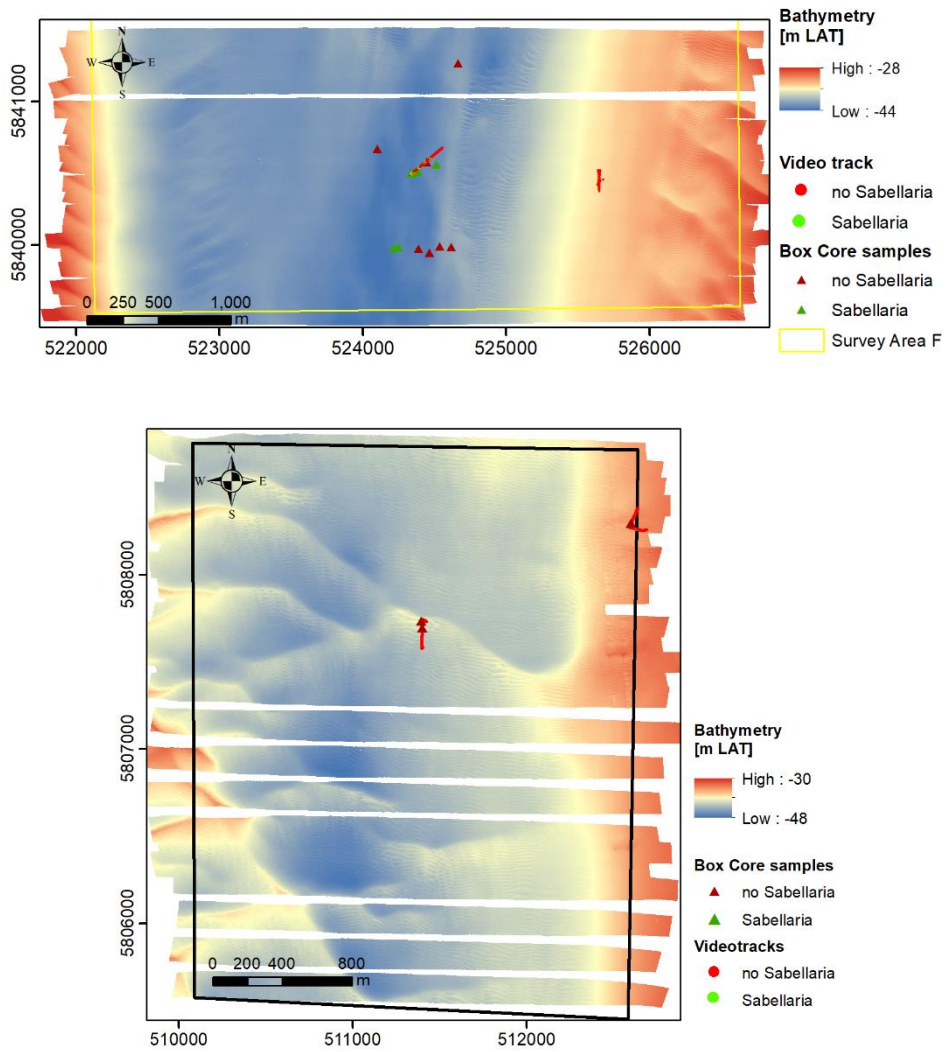 N
W E
S
5841000
5840000
0 250 500 1,000
m
522000 523000 524000 525000 526000
Bathymetry
[m LAT]
High : -28
Low : -44
Video track
no Sabellaria
Sabellaria
Box Core samples
no Sabellaria
Sabellaria
Survey Area F
N
W E
S
5808000
5807000
5806000
0 200 400 800
m
510000 511000 512000
Bathymetry
[m LAT]
High : -30
Low : -48
Box Core samples
no Sabellaria
Sabellaria
Videotracks
no Sabellaria
Sabellaria